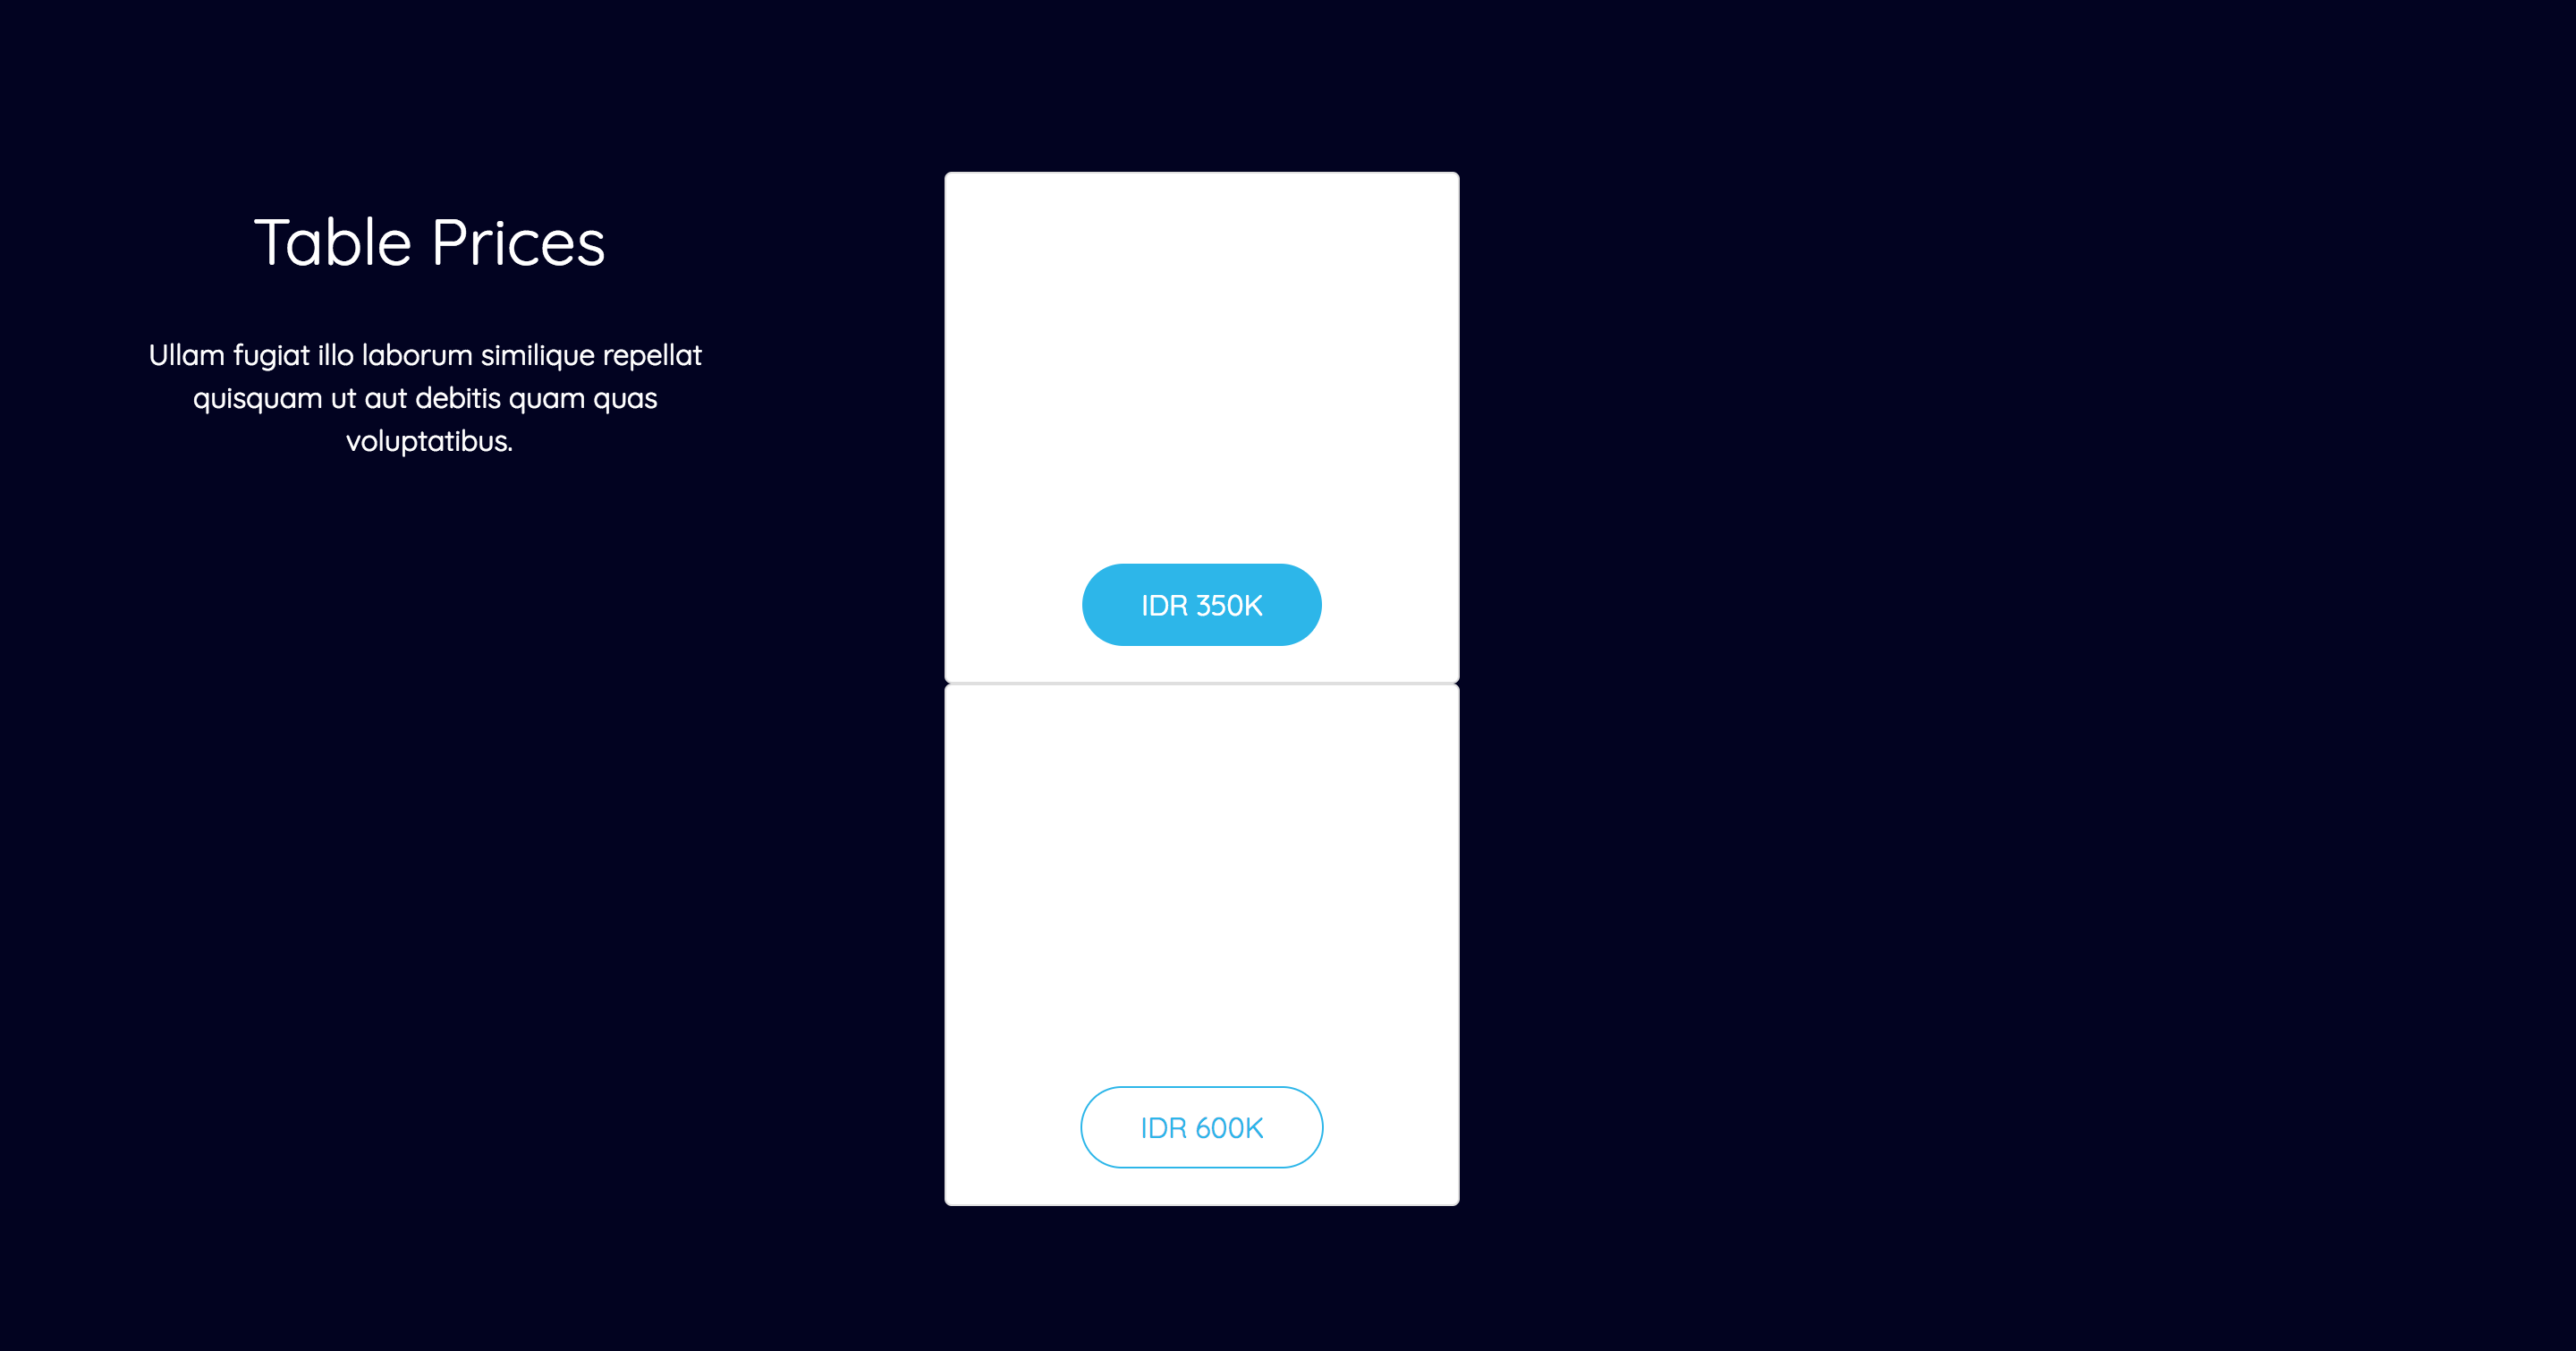 Table Prices
Ullam fugiat illo laborum similique repellat
quisquam ut aut debitis quam quas
voluptatibus.
IDR 350K
IDR 600K